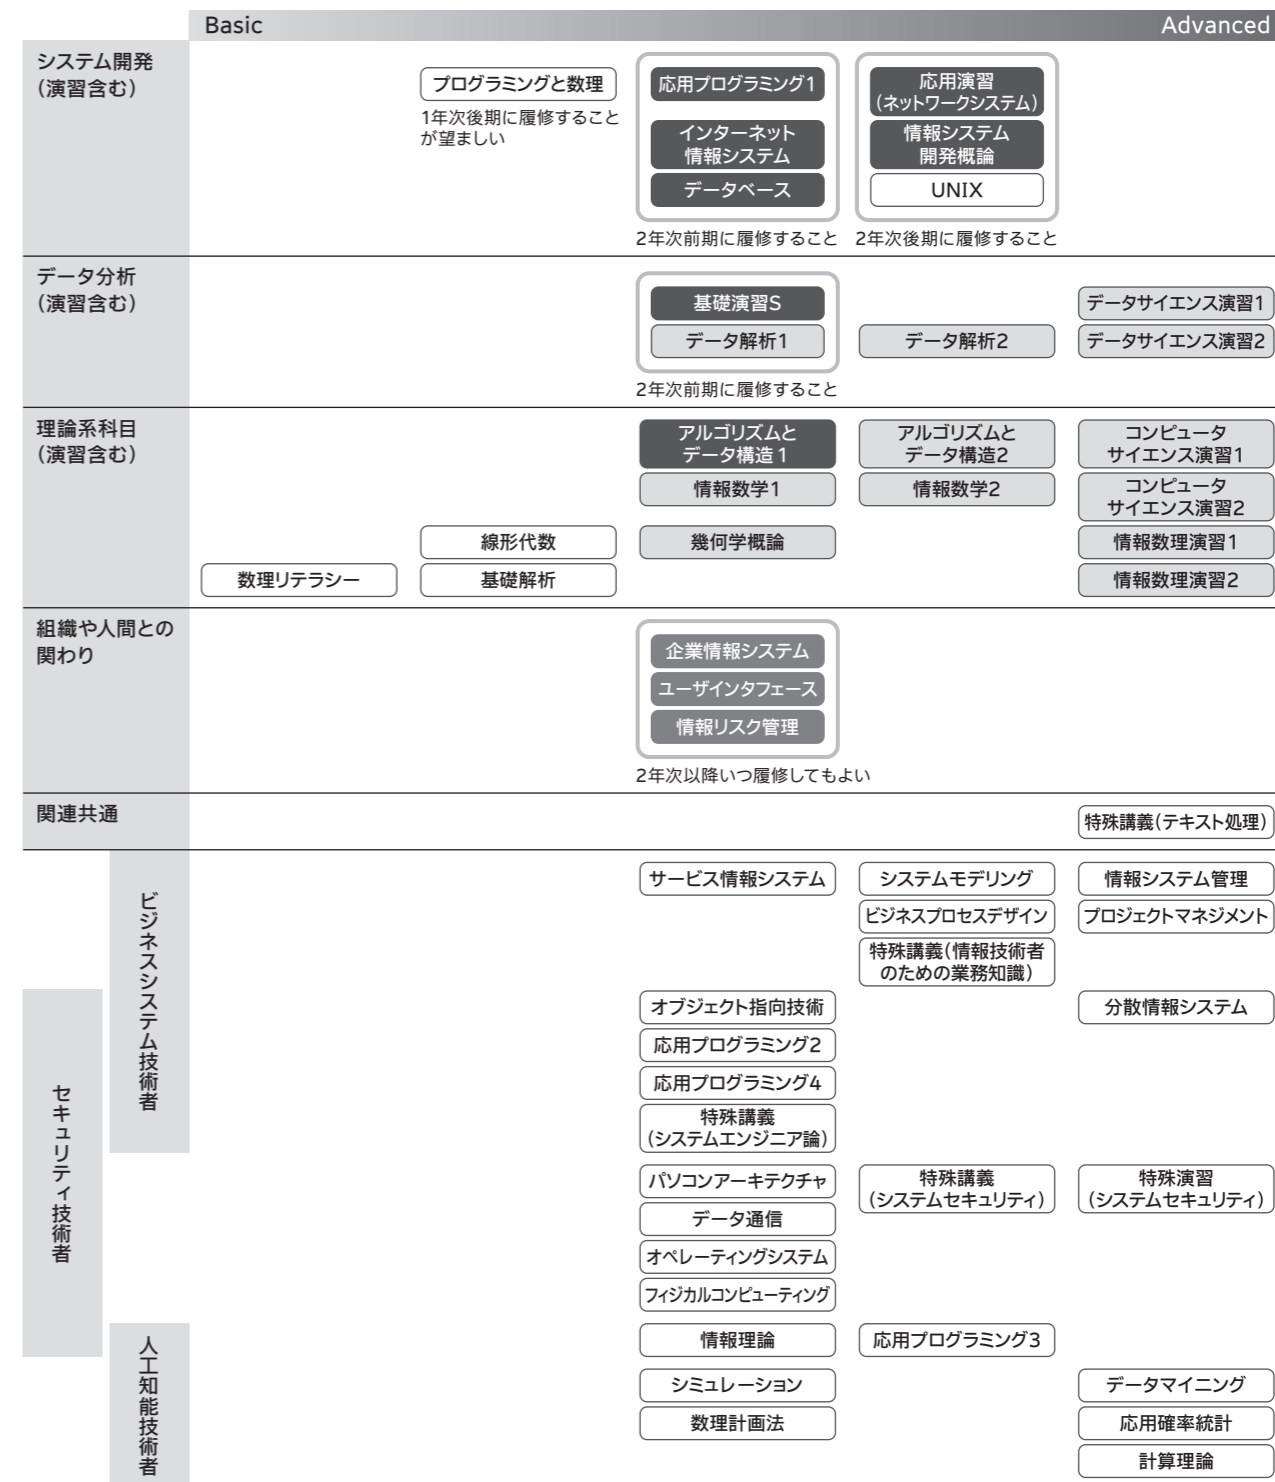 Basic Advanced
システム開発
（演習含む）
プログラミングと数理
1年次後期に履修すること
が望ましい
応用プログラミング1
インターネット
情報システム
データベース
2年次前期に履修すること
応用演習
（ネットワークシステム）
情報システム
開発概論
UNIX
2年次後期に履修すること
データ分析
（演習含む）
基礎演習S
データ解析1
2年次前期に履修すること
データ解析2
データサイエンス演習1
データサイエンス演習2
理論系科目
（演習含む）
数理リテラシー
線形代数
基礎解析
アルゴリズムと
データ構造1
情報数学1
幾何学概論
アルゴリズムと
データ構造2
情報数学2
コンピュータ
サイエンス演習1
コンピュータ
サイエンス演習2
情報数理演習1
情報数理演習2
組織や人間との
関わり
企業情報システム
ユーザインタフェース
情報リスク管理
2年次以降いつ履修してもよい
関連共通
特殊講義（テキスト処理）
ビジネスシステム技術者
セキュリティ技術者
人工知能技術者
サービス情報システム
システムモデリング
情報システム管理
ビジネスプロセスデザイン
プロジェクトマネジメント
特殊講義（情報技術者
のための業務知識）
オブジェクト指向技術
分散情報システム
応用プログラミング2
応用プログラミング4
特殊講義
（システムエンジニア論）
パソコンアーキテクチャ
特殊講義
（システムセキュリティ）
特殊演習
（システムセキュリティ）
データ通信
オペレーティングシステム
フィジカルコンピューティング
情報理論
応用プログラミング3
シミュレーション
データマイニング
数理計画法
応用確率統計
計算理論